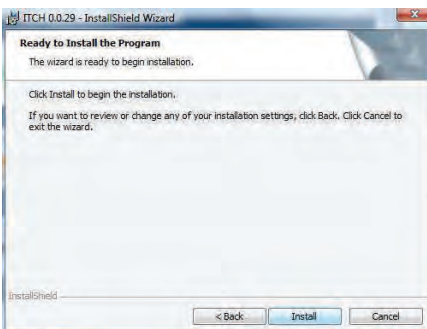 ITCH 0.0.29 - InstallShield Wizard
Ready to Install the Program
The wizard is ready to begin installation.
Click Install to begin the installation.
If you want to review or change any of your installation settings, click Back. Click Cancel to
exit the wizard.
InstallShield
< Back Install Cancel